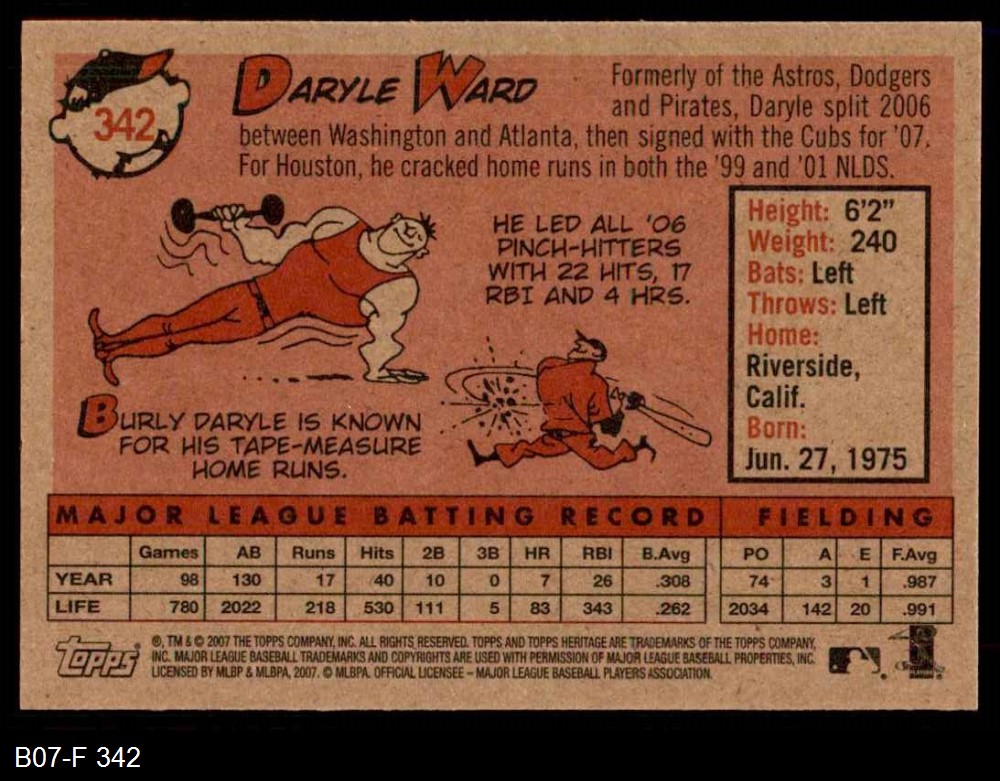 342
DARYLE WARD
Formerly of the Astros, Dodgers
and Pirates, Daryle split 2006
between Washington and Atlanta, then signed with the Cubs for '07.
For Houston, he cracked home runs in both the '99 and '01 NLDS.
HE LED ALL '06
PINCH-HITTERS
WITH 22 HITS, 17
RBI AND 4 HRS.
BURLY DARYLE IS KNOWN
FOR HIS TAPE-MEASURE
HOME RUNS.
Height: 6'2"
Weight: 240
Bats: Left
Throws: Left
Home:
Riverside,
Calif.
Born:
Jun. 27, 1975
MAJOR LEAGUE BATTING RECORD FIELDING
Games AB Runs Hits 2B 3B HR RBI B.Avg PO A E F.Avg
YEAR 98 130 17 40 10 0 7 26 .308 74 3 1 .987
LIFE 780 2022 218 530 111 5 83 343 .262 2034 142 20 .991
Topps
®, TM & © 2007 THE TOPPS COMPANY, INC. ALL RIGHTS RESERVED. TOPPS AND TOPPS HERITAGE ARE TRADEMARKS OF THE TOPPS COMPANY,
INC. MAJOR LEAGUE BASEBALL TRADEMARKS AND COPYRIGHTS ARE USED WITH PERMISSION OF MAJOR LEAGUE BASEBALL PROPERTIES, INC.
LICENSED BY MLBP & MLBPA, 2007. © MLBPA. OFFICIAL LICENSEE – MAJOR LEAGUE BASEBALL PLAYERS ASSOCIATION.
B07-F 342